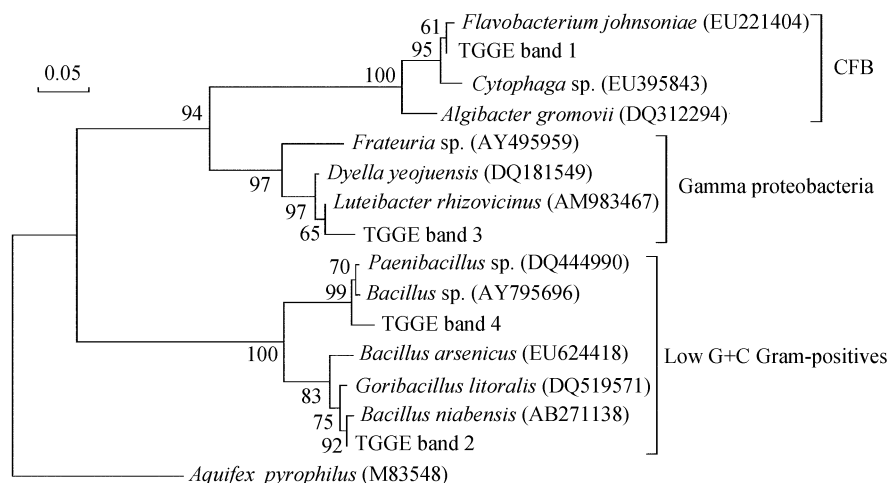 61
Flavobacterium johnsoniae (EU221404)
95
TGGE band 1
0.05
100
Cytophaga sp. (EU395843)
CFB
94
Algibacter gromovii (DQ312294)
Frateuria sp. (AY495959)
97
Dyella yeojuensis (DQ181549)
Gamma proteobacteria
97
Luteibacter rhizovicinus (AM983467)
65
TGGE band 3
70
Paenibacillus sp. (DQ444990)
99
Bacillus sp. (AY795696)
TGGE band 4
100
Bacillus arsenicus (EU624418)
Low G+C Gram-positives
83
Goribacillus litoralis (DQ519571)
75
Bacillus niabensis (AB271138)
92
TGGE band 2
Aquifex pyrophilus (M83548)